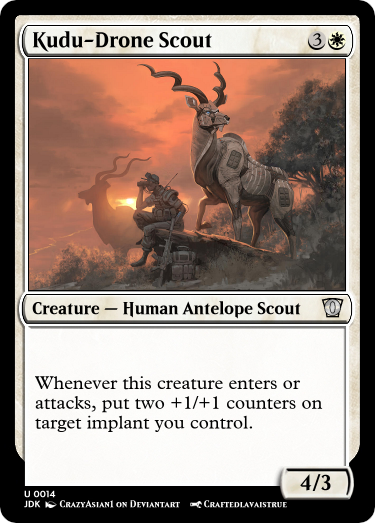 Kudu-Drone Scout 3
Creature — Human Antelope Scout
Whenever this creature enters or
attacks, put two +1/+1 counters on
target implant you control.
4/3
U 0014
JDK CrazyAsian1 on Deviantart Craftedlavaistrue